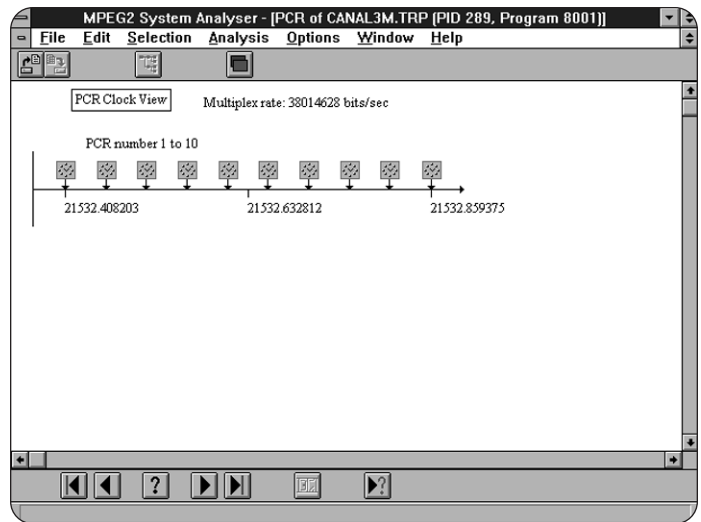 MPEG2 System Analyser - [PCR of CANAL3M.TRP (PID 289, Program 8001)]
File Edit Selection Analysis Options Window Help
PCR Clock View Multiplex rate: 38014628 bits/sec
PCR number 1 to 10
21532.408203 21532.632812 21532.859375
? ?